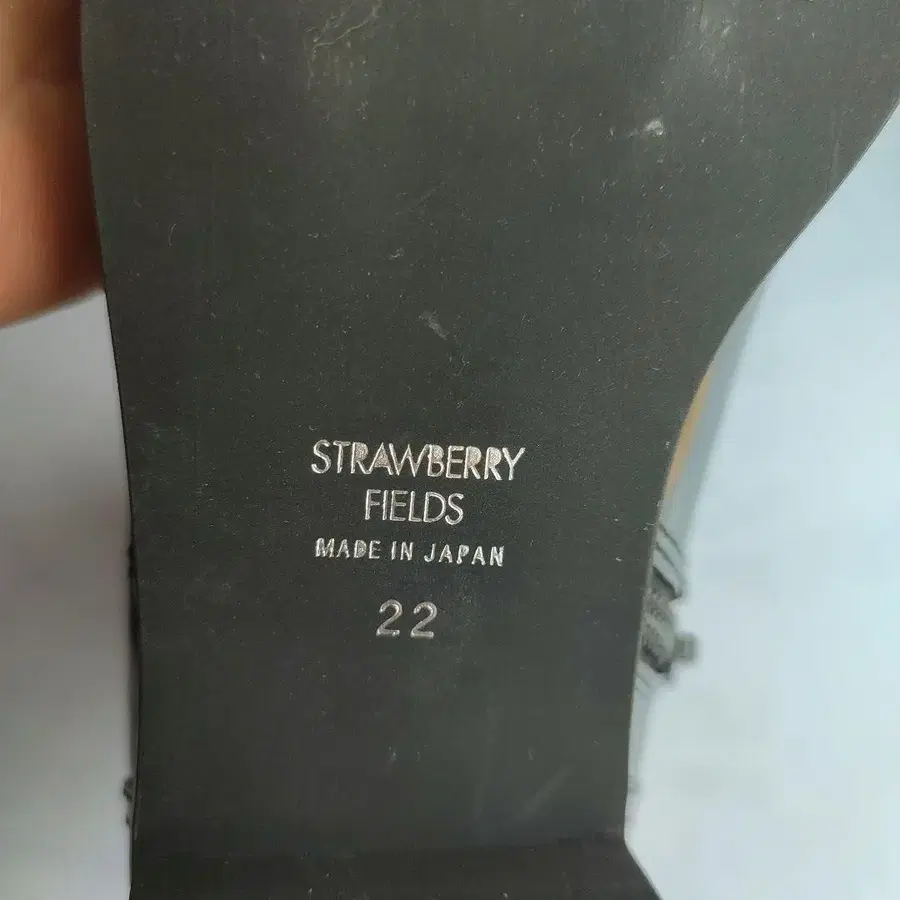 STRAWBERRY
FIELDS
MADE IN JAPAN
22